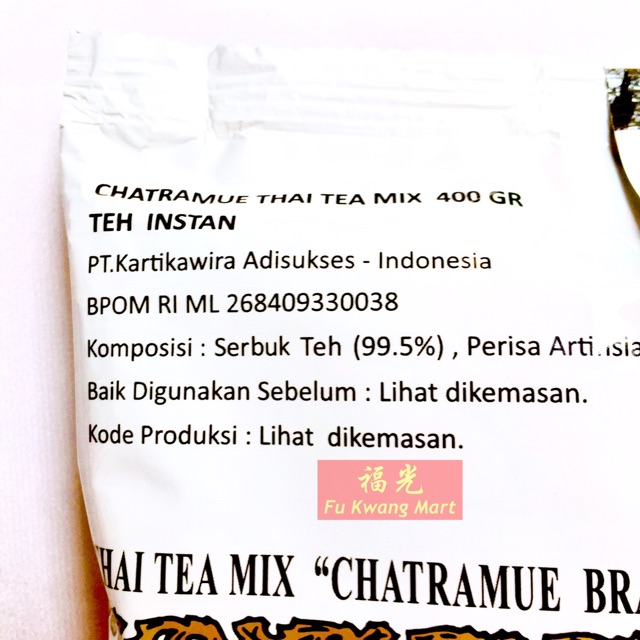 CHATRAMUE THAI TEA MIX 400 GR
TEH INSTAN
PT.Kartikawira Adisukses - Indonesia
BPOM RI ML 268409330038
Komposisi : Serbuk Teh (99.5%) , Perisa
Baik Digunakan Sebelum : Lihat dikemasan.
Kode Produksi : Lihat dikemasan.
福光
Fu Kwang Mart
THAI TEA MIX “CHATRAMUE